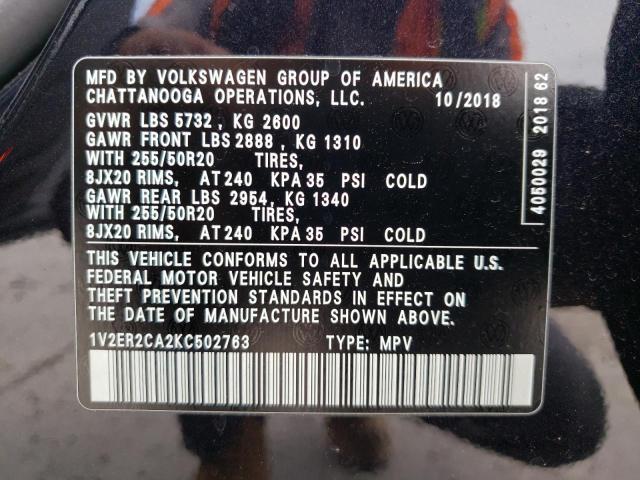 MFD BY VOLKSWAGEN GROUP OF AMERICA
CHATTANOOGA OPERATIONS, LLC. 10/2018
GVWR LBS 5732, KG 2600
GAWR FRONT LBS 2888, KG 1310
WITH 255/50R20 TIRES,
8JX20 RIMS, AT 240 KPA 35 PSI COLD
GAWR REAR LBS 2954, KG 1340
WITH 255/50R20 TIRES,
8JX20 RIMS, AT 240 KPA 35 PSI COLD
THIS VEHICLE CONFORMS TO ALL APPLICABLE U.S.
FEDERAL MOTOR VEHICLE SAFETY AND
THEFT PREVENTION STANDARDS IN EFFECT ON
THE DATE OF MANUFACTURE SHOWN ABOVE.
1V2ER2CA2KC502763 TYPE: MPV
4050029 2018 62